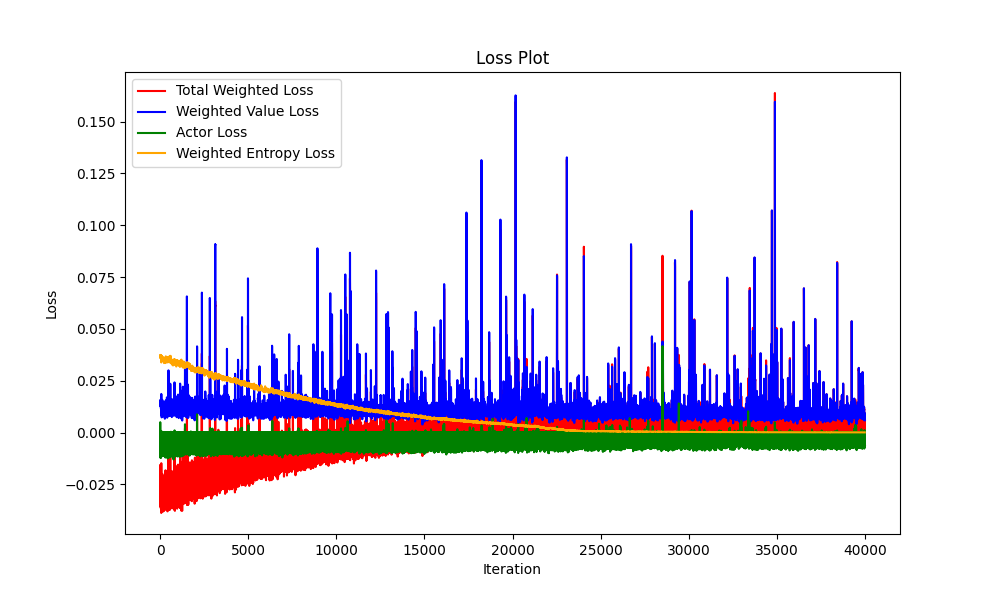 Loss Plot
Total Weighted Loss
Weighted Value Loss
Actor Loss
Weighted Entropy Loss
0.150
0.125
0.100
0.075
0.050
0.025
0.000
−0.025
Loss
0 5000 10000 15000 20000 25000 30000 35000 40000
Iteration